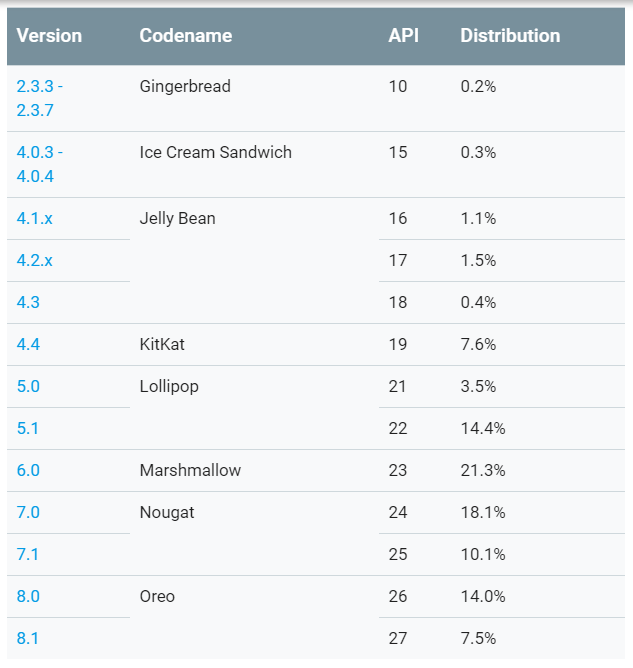 Version Codename API Distribution
2.3.3 - Gingerbread 10 0.2%
2.3.7
4.0.3 - Ice Cream Sandwich 15 0.3%
4.0.4
4.1.x Jelly Bean 16 1.1%
4.2.x 17 1.5%
4.3 18 0.4%
4.4 KitKat 19 7.6%
5.0 Lollipop 21 3.5%
5.1 22 14.4%
6.0 Marshmallow 23 21.3%
7.0 Nougat 24 18.1%
7.1 25 10.1%
8.0 Oreo 26 14.0%
8.1 27 7.5%